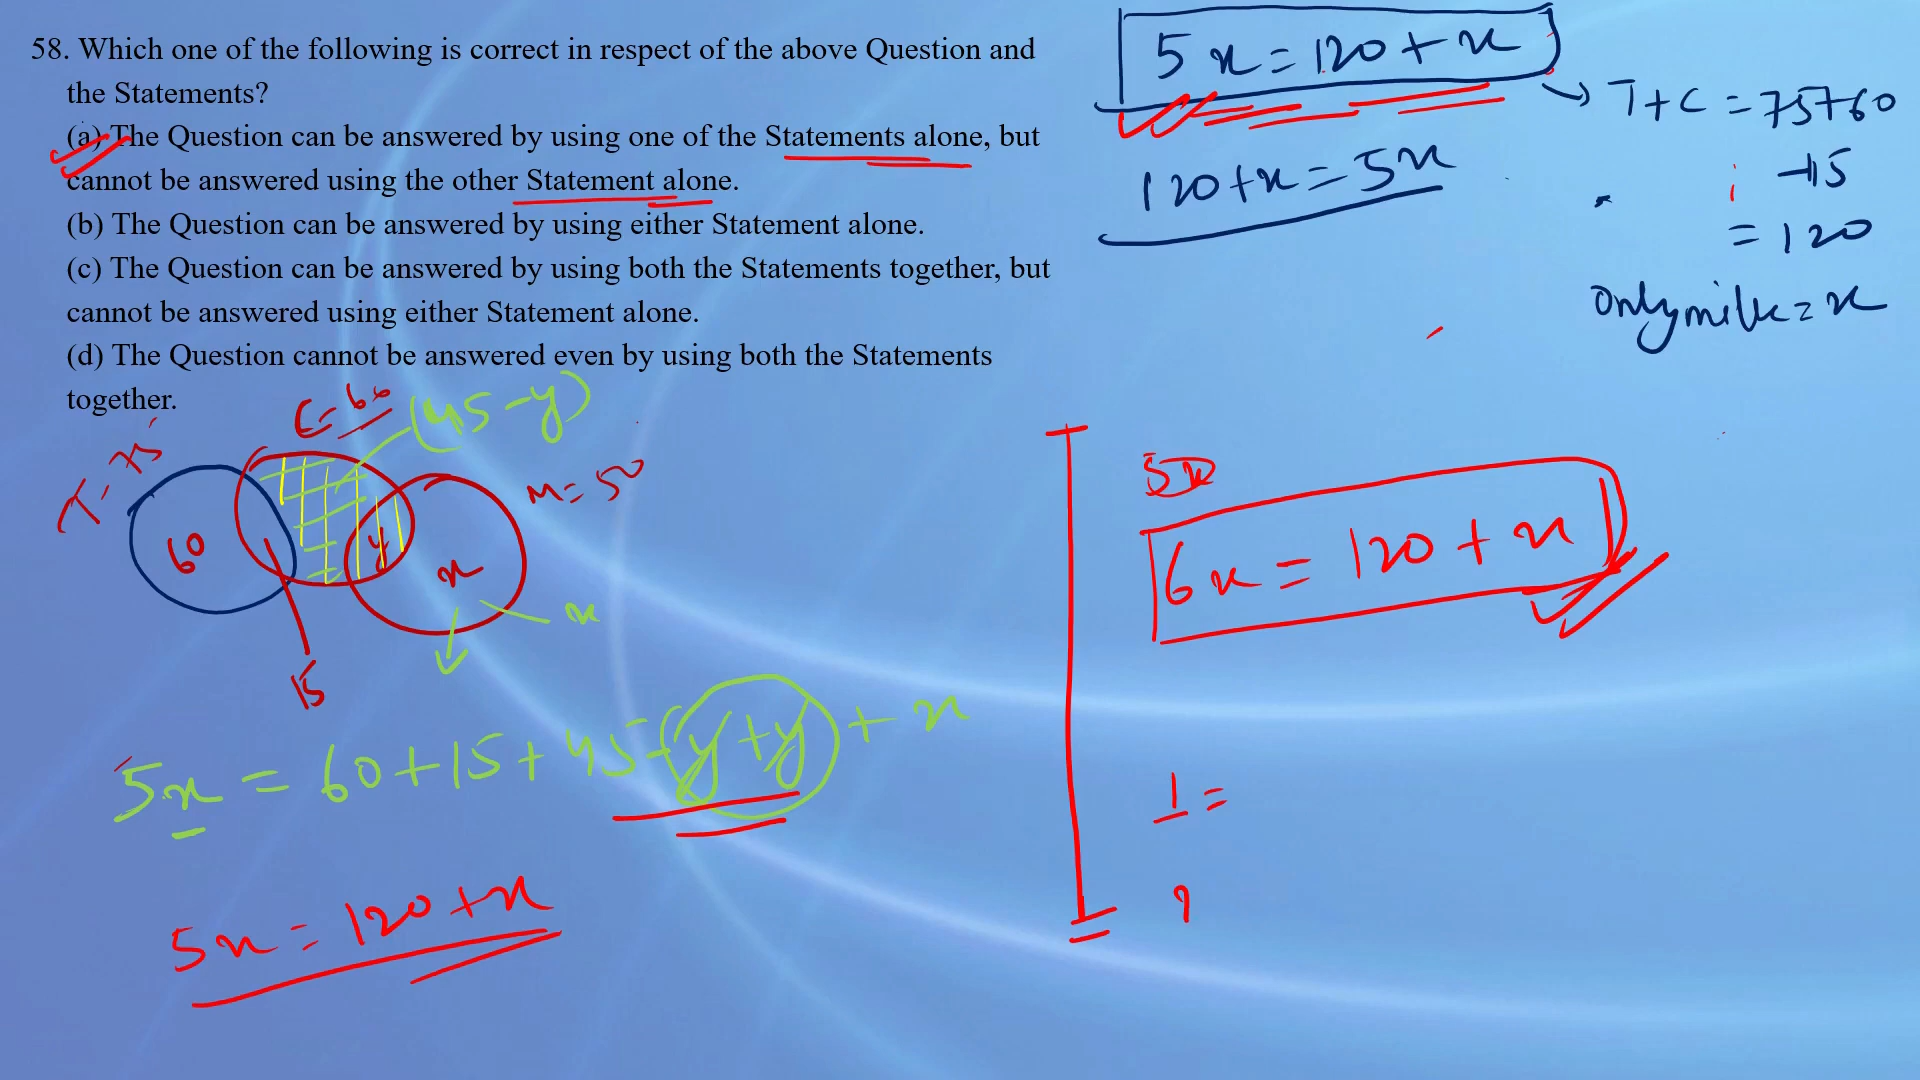 58. Which one of the following is correct in respect of the above Question and
the Statements?
(a) The Question can be answered by using one of the Statements alone, but
cannot be answered using the other Statement alone.
(b) The Question can be answered by using either Statement alone.
(c) The Question can be answered by using both the Statements together, but
cannot be answered using either Statement alone.
(d) The Question cannot be answered even by using both the Statements
together.
5x = 120 + x
T + C = 75+60
-15
= 120
120 + x = 5x
only milk = x
T = 75
C = 60
(45 - y)
M = 50
60
y
x
x
15
5x = 60 + 15 + 45 - y + y + x
5x = 120 + x
5x
6x = 120 + x
1 =